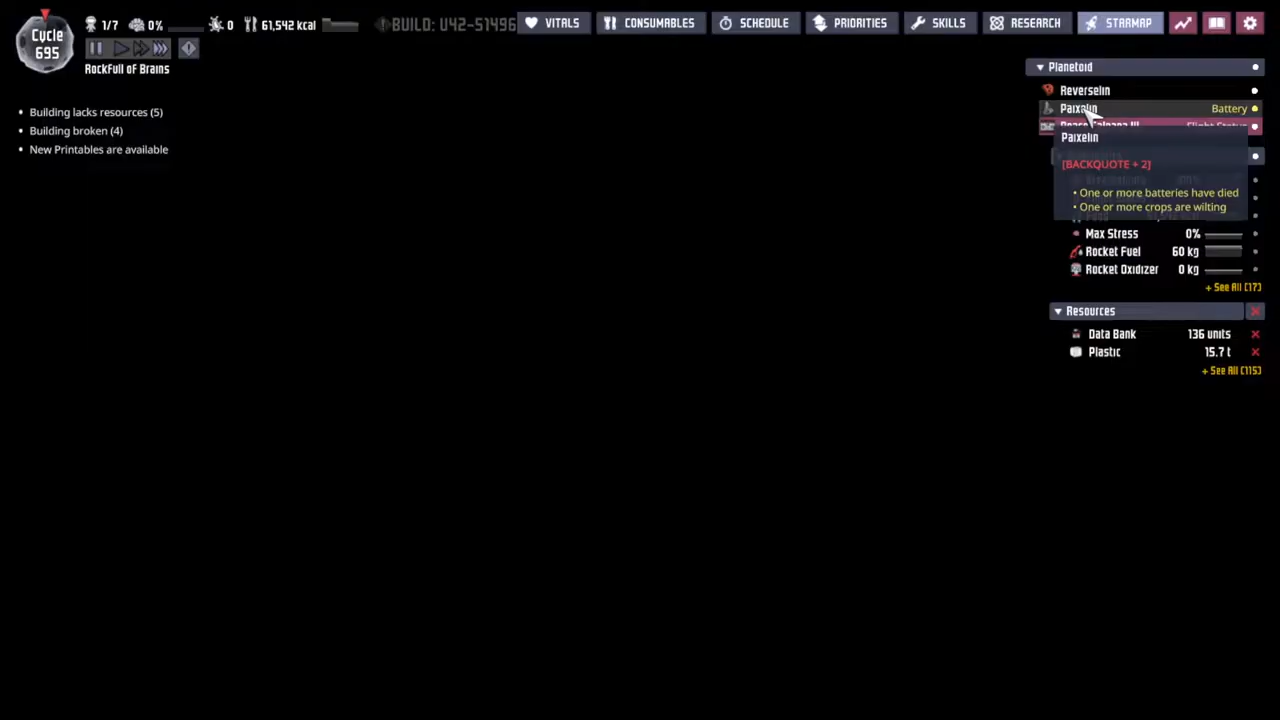 Cycle
695
1/7 0% 0 61,542 kcal
BUILD: U42-51496
VITALS CONSUMABLES SCHEDULE PRIORITIES SKILLS RESEARCH STARMAP
Rockfull of Brains
Building lacks resources (5)
Building broken (4)
New Printables are available
Planetoid
Reverselin
Paixelin Battery
Flight Status
Paixelin
[BACKQUOTE + 2]
• One or more batteries have died
• One or more crops are wilting
Max Stress 0%
Rocket Fuel 60 kg
Rocket Oxidizer 0 kg
+ See All (17)
Resources
Data Bank 136 units
Plastic 15.7 t
+ See All (115)